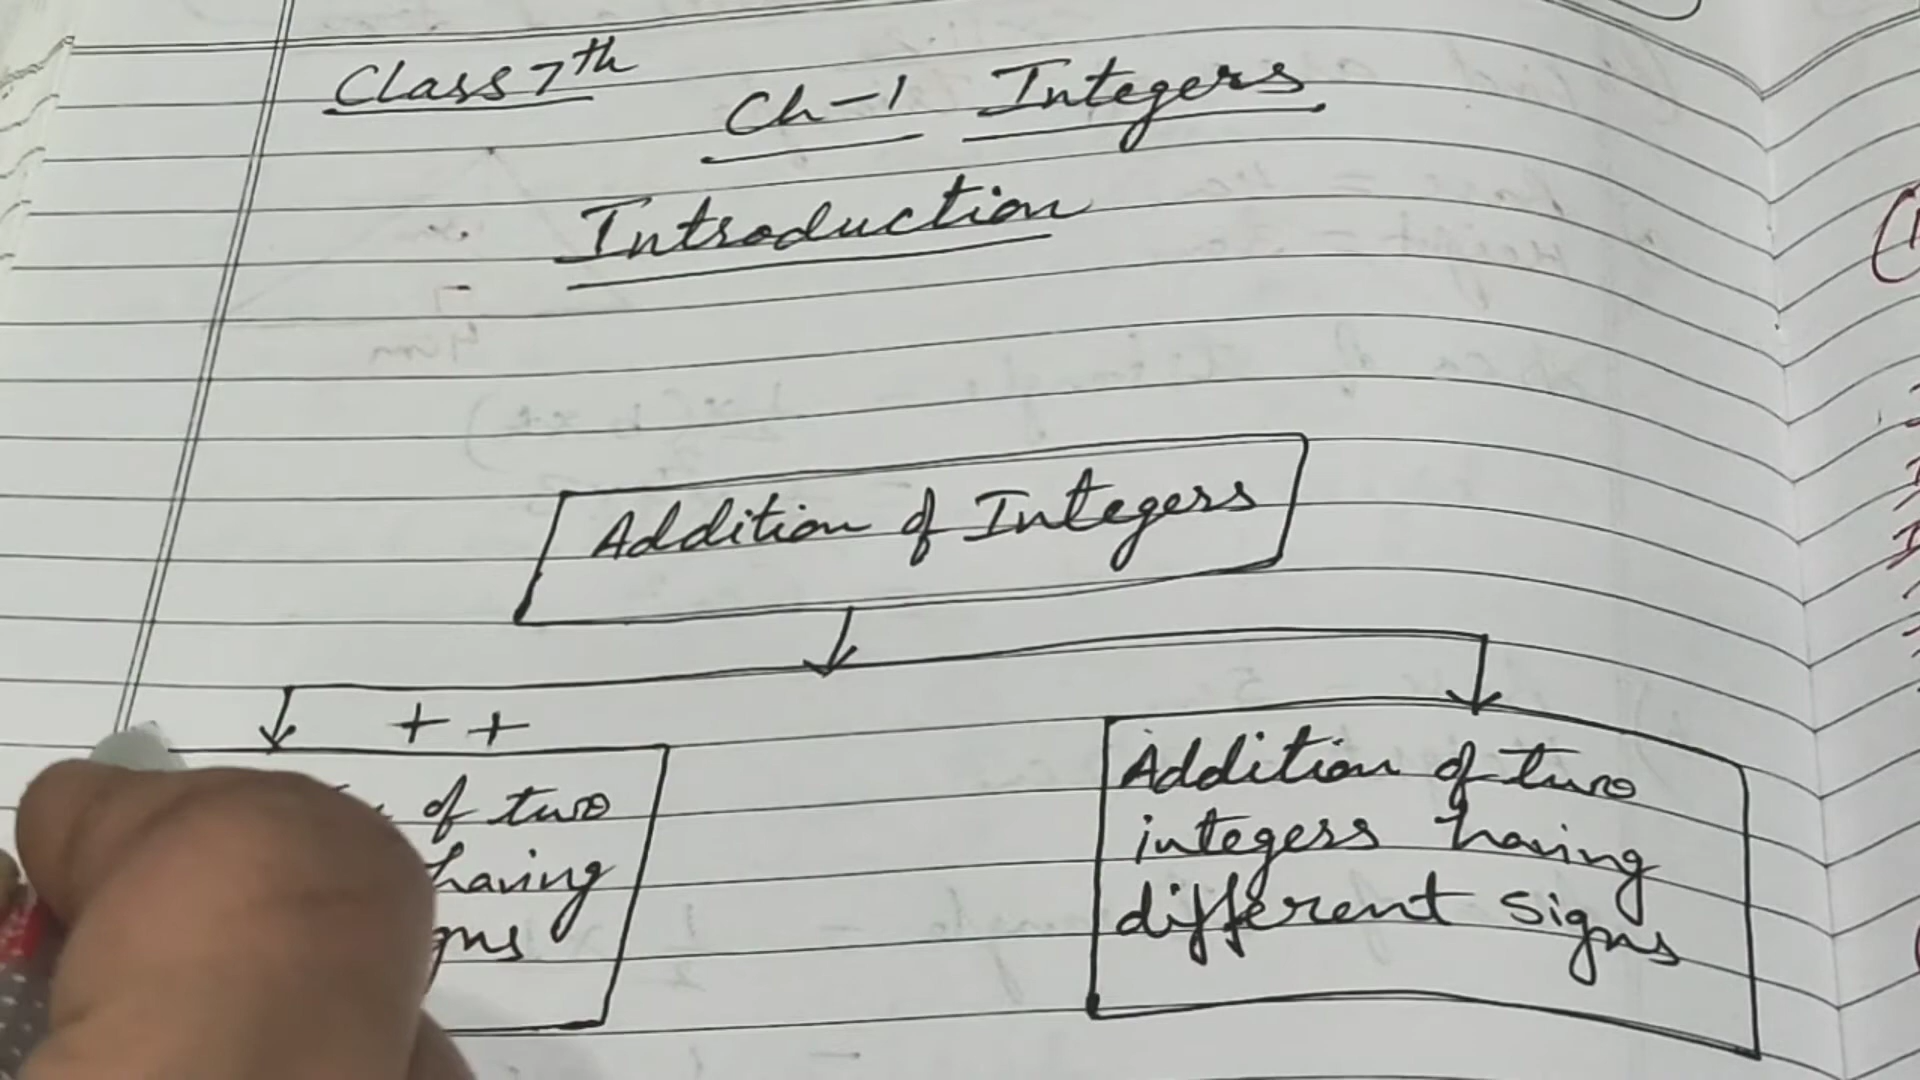 Class 7th
Ch-1 Integers
Introduction
Addition of Integers
+ +
of two
having
Addition of two
integers having
different signs